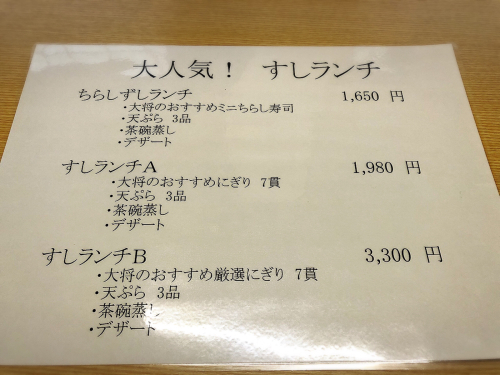 大人気！ すしランチ
ちらしずしランチ 1,650 円
・大将のおすすめミニちらし寿司
・天ぷら 3品
・茶碗蒸し
・デザート
すしランチA 1,980 円
・大将のおすすめにぎり 7貫
・天ぷら 3品
・茶碗蒸し
・デザート
すしランチB 3,300 円
・大将のおすすめ厳選にぎり 7貫
・天ぷら 3品
・茶碗蒸し
・デザート